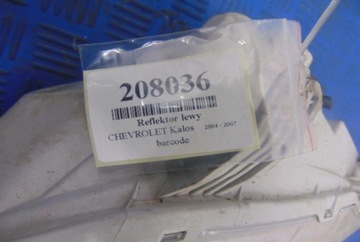 208036
Reflektor lewy
CHEVROLET Kalos 2004 - 2007
barcode